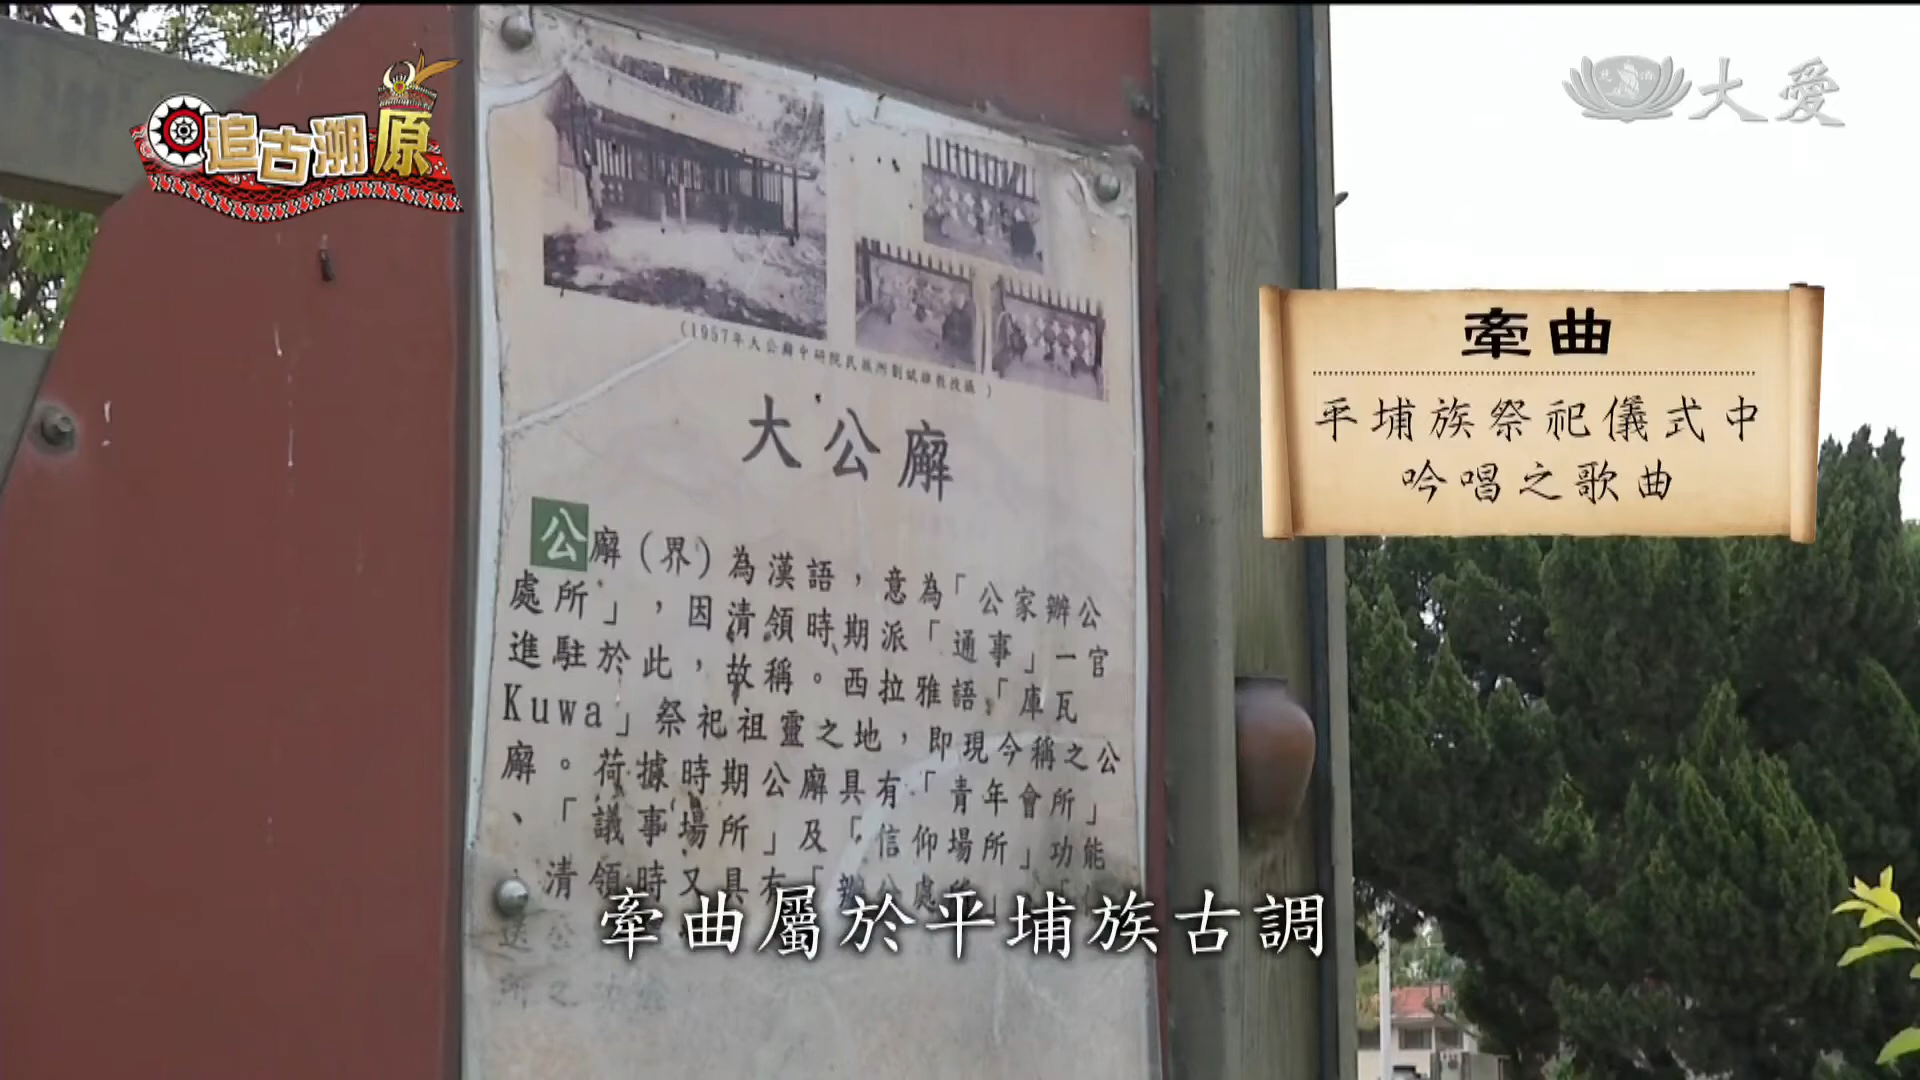 追古溯原
大愛
(1957年大公廨中研院民族所劉斌雄教授攝)
大公廨
公廨(界)為漢語,意為「公家辦公
處所」,因清領時期派「通事」一官
進駐於此,故稱。西拉雅語「庫瓦
Kuwa」祭祀祖靈之地,即現今稱之公
廨。荷據時期公廨具有「青年會所」
、「議事場所」及「信仰場所」功能
,清領時又具有「辦公處所」
牽曲
平埔族祭祀儀式中
吟唱之歌曲
牽曲屬於平埔族古調